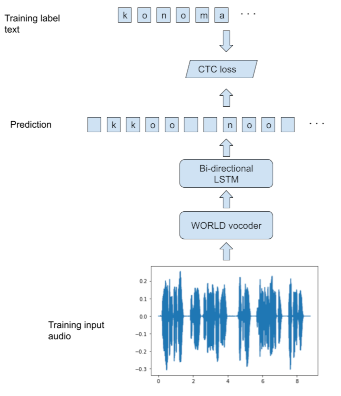 Training label
text
k o n o m a . . .
CTC loss
Prediction
k k o o n o o . . .
Bi-directional
LSTM
WORLD vocoder
Training input
audio
0.2
0.1
0.0
−0.1
−0.2
−0.3
0 2 4 6 8